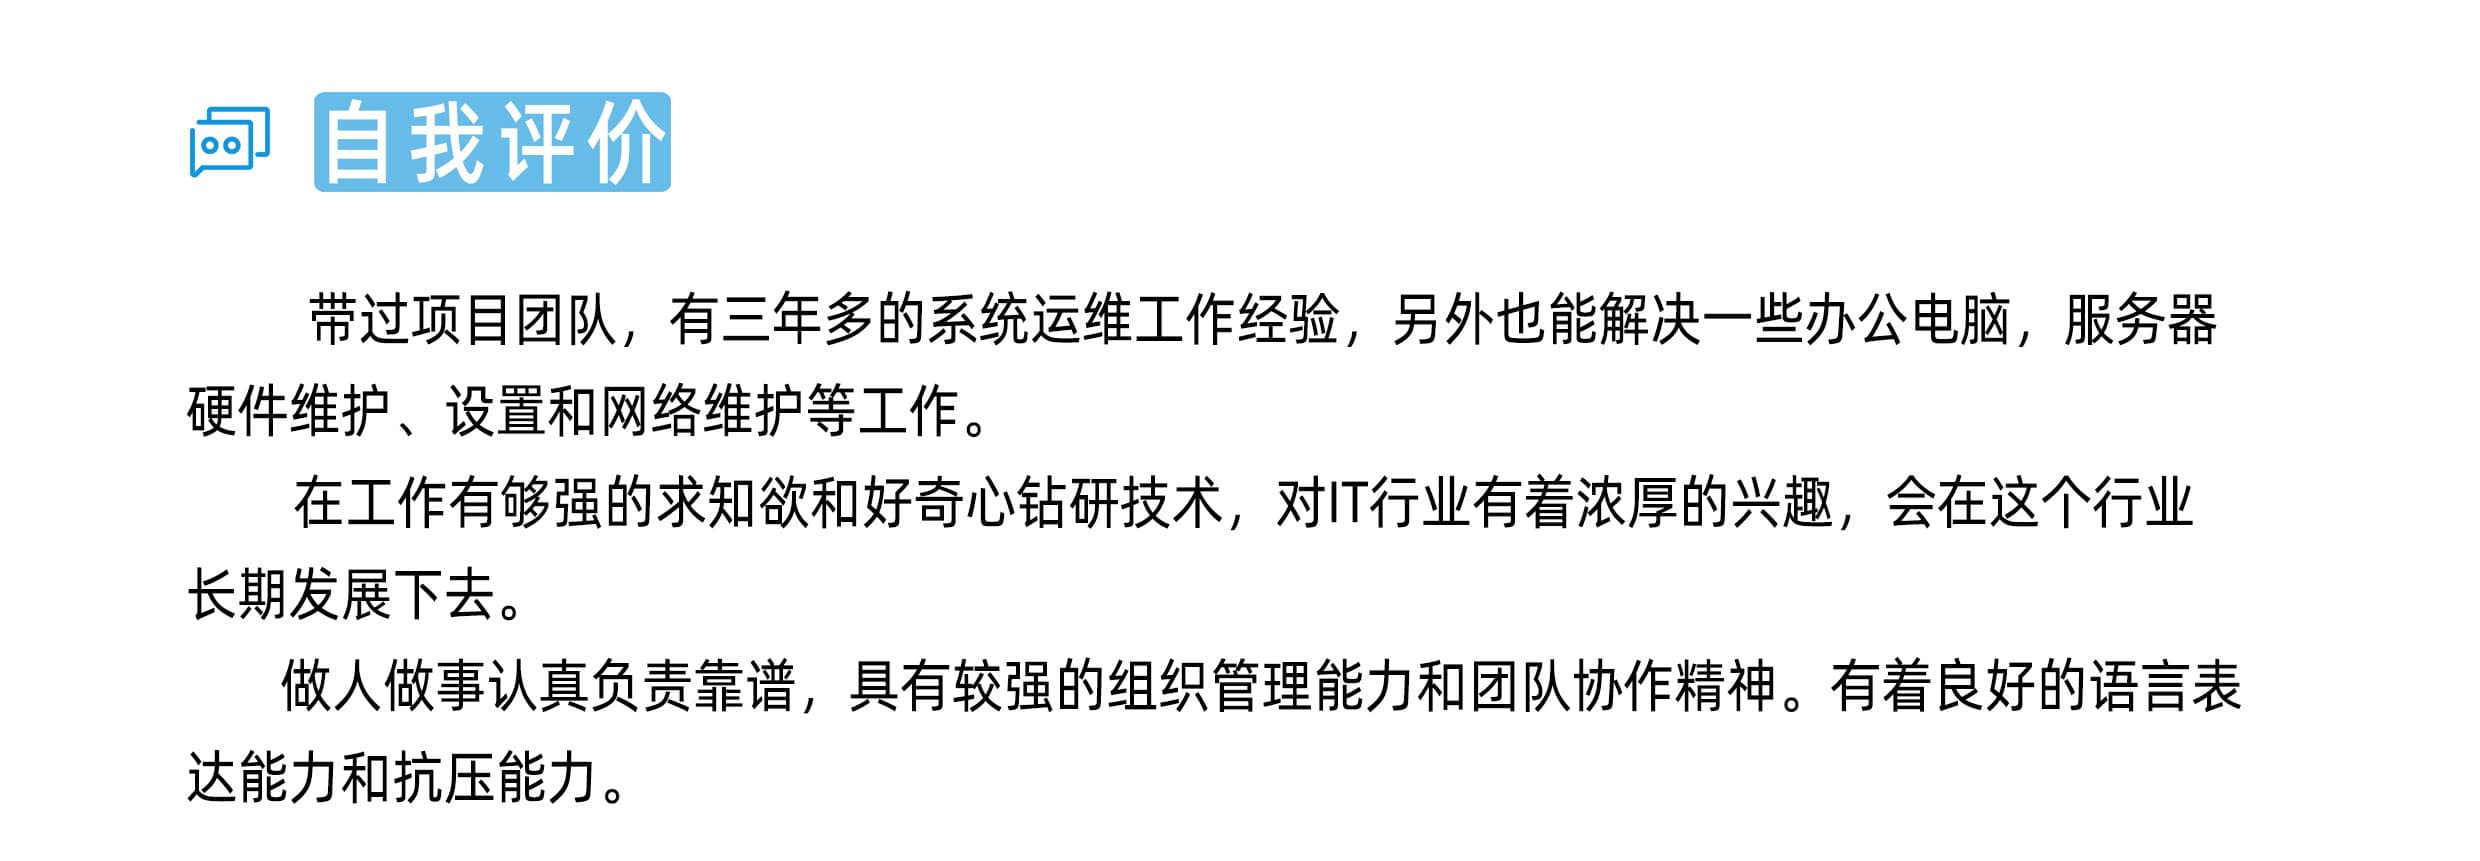 自我评价
带过项目团队，有三年多的系统运维工作经验，另外也能解决一些办公电脑，服务器
硬件维护、设置和网络维护等工作。
在工作有够强的求知欲和好奇心钻研技术，对IT行业有着浓厚的兴趣，会在这个行业
长期发展下去。
做人做事认真负责靠谱，具有较强的组织管理能力和团队协作精神。有着良好的语言表
达能力和抗压能力。